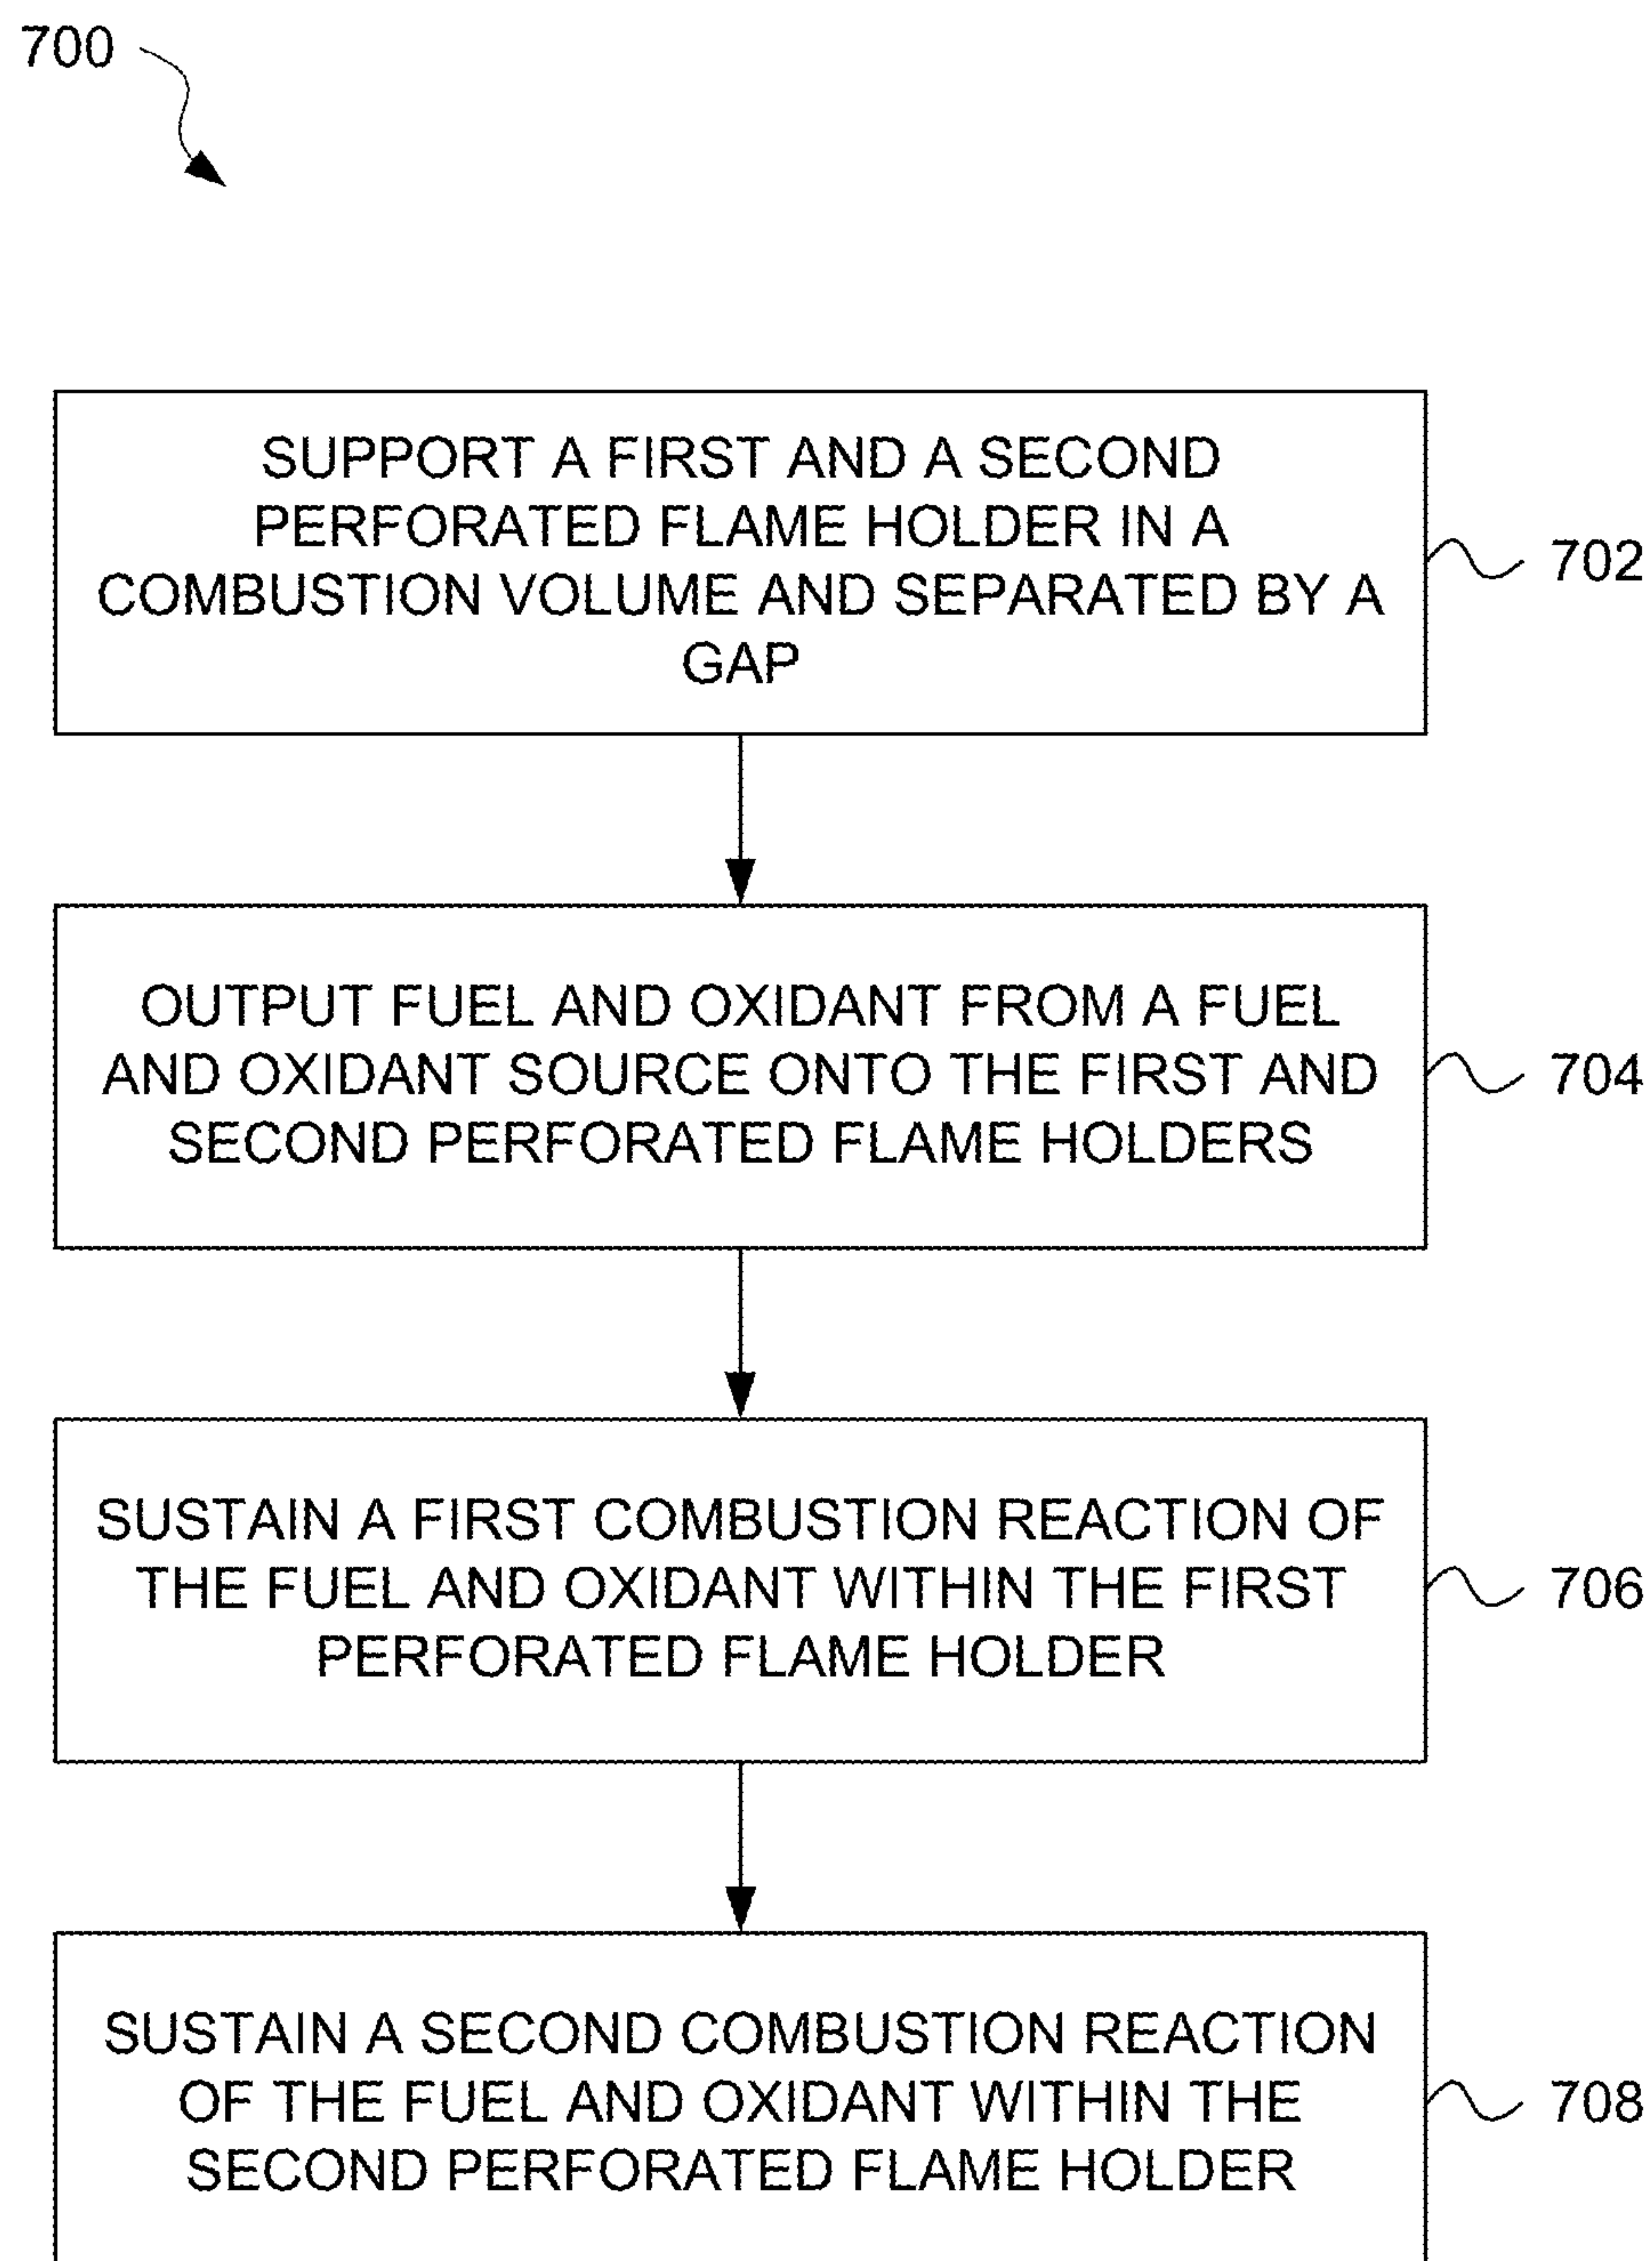 700
SUPPORT A FIRST AND A SECOND
PERFORATED FLAME HOLDER IN A
COMBUSTION VOLUME AND SEPARATED BY A
GAP
702
OUTPUT FUEL AND OXIDANT FROM A FUEL
AND OXIDANT SOURCE ONTO THE FIRST AND
SECOND PERFORATED FLAME HOLDERS
704
SUSTAIN A FIRST COMBUSTION REACTION OF
THE FUEL AND OXIDANT WITHIN THE FIRST
PERFORATED FLAME HOLDER
706
SUSTAIN A SECOND COMBUSTION REACTION
OF THE FUEL AND OXIDANT WITHIN THE
SECOND PERFORATED FLAME HOLDER
708